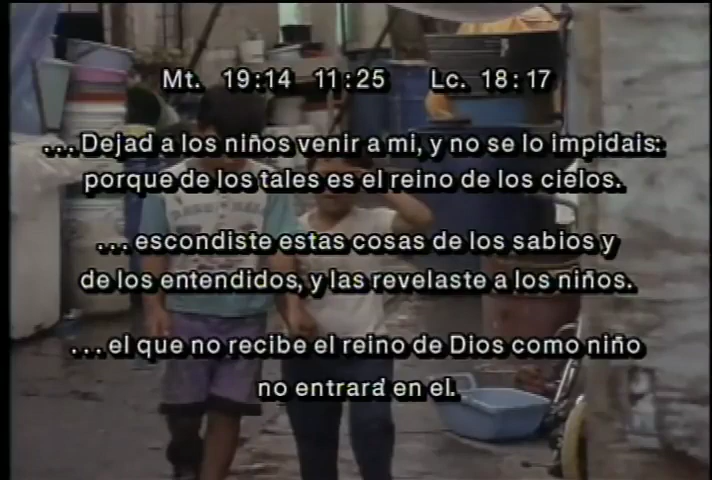 Mt. 19:14 11:25 Lc. 18:17
...Dejad a los niños venir a mi, y no se lo impidais:
porque de los tales es el reino de los cielos.
...escondiste estas cosas de los sabios y
de los entendidos, y las revelaste a los niños.
...el que no recibe el reino de Dios como niño
no entrará en el.